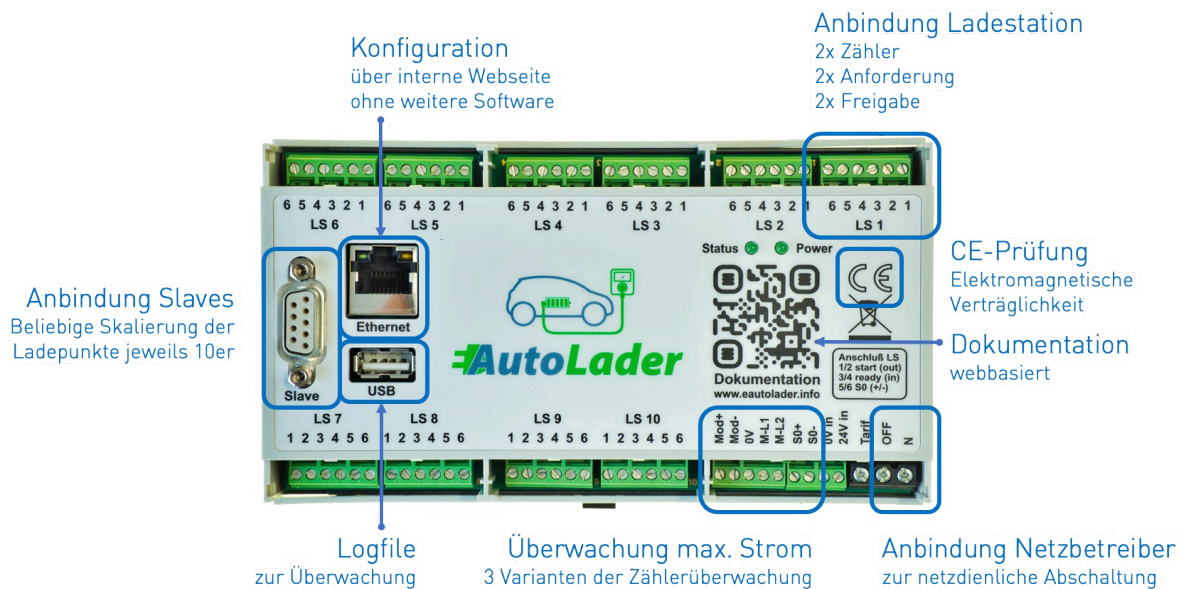 Anbindung Ladestation
2x Zähler
2x Anforderung
2x Freigabe
Konfiguration
über interne Webseite
ohne weitere Software
6 5 4 3 2 1 6 5 4 3 2 1 6 5 4 3 2 1 6 5 4 3 2 1 6 5 4 3 2 1 6 5 4 3 2 1
LS 6 LS 5 LS 4 LS 3 LS 2 LS 1
Status Power
CE
CE-Prüfung
Elektromagnetische
Verträglichkeit
Anbindung Slaves
Beliebige Skalierung der
Ladepunkte jeweils 10er
Ethernet
USB
Slave
AutoLader
Dokumentation
www.eautolader.info
Anschluß LS
1/2 start (out)
3/4 ready (in)
5/6 S0 (+/-)
Dokumentation
webbasiert
LS 7 LS 8 LS 9 LS 10
1 2 3 4 5 6 1 2 3 4 5 6 1 2 3 4 5 6 1 2 3 4 5 6
Mod+
Mod-
0V
M-L1
M-L2
S0+
S0-
0V in
24V in
Tarif
OFF
N
Logfile
zur Überwachung
Überwachung max. Strom
3 Varianten der Zählerüberwachung
Anbindung Netzbetreiber
zur netzdienliche Abschaltung